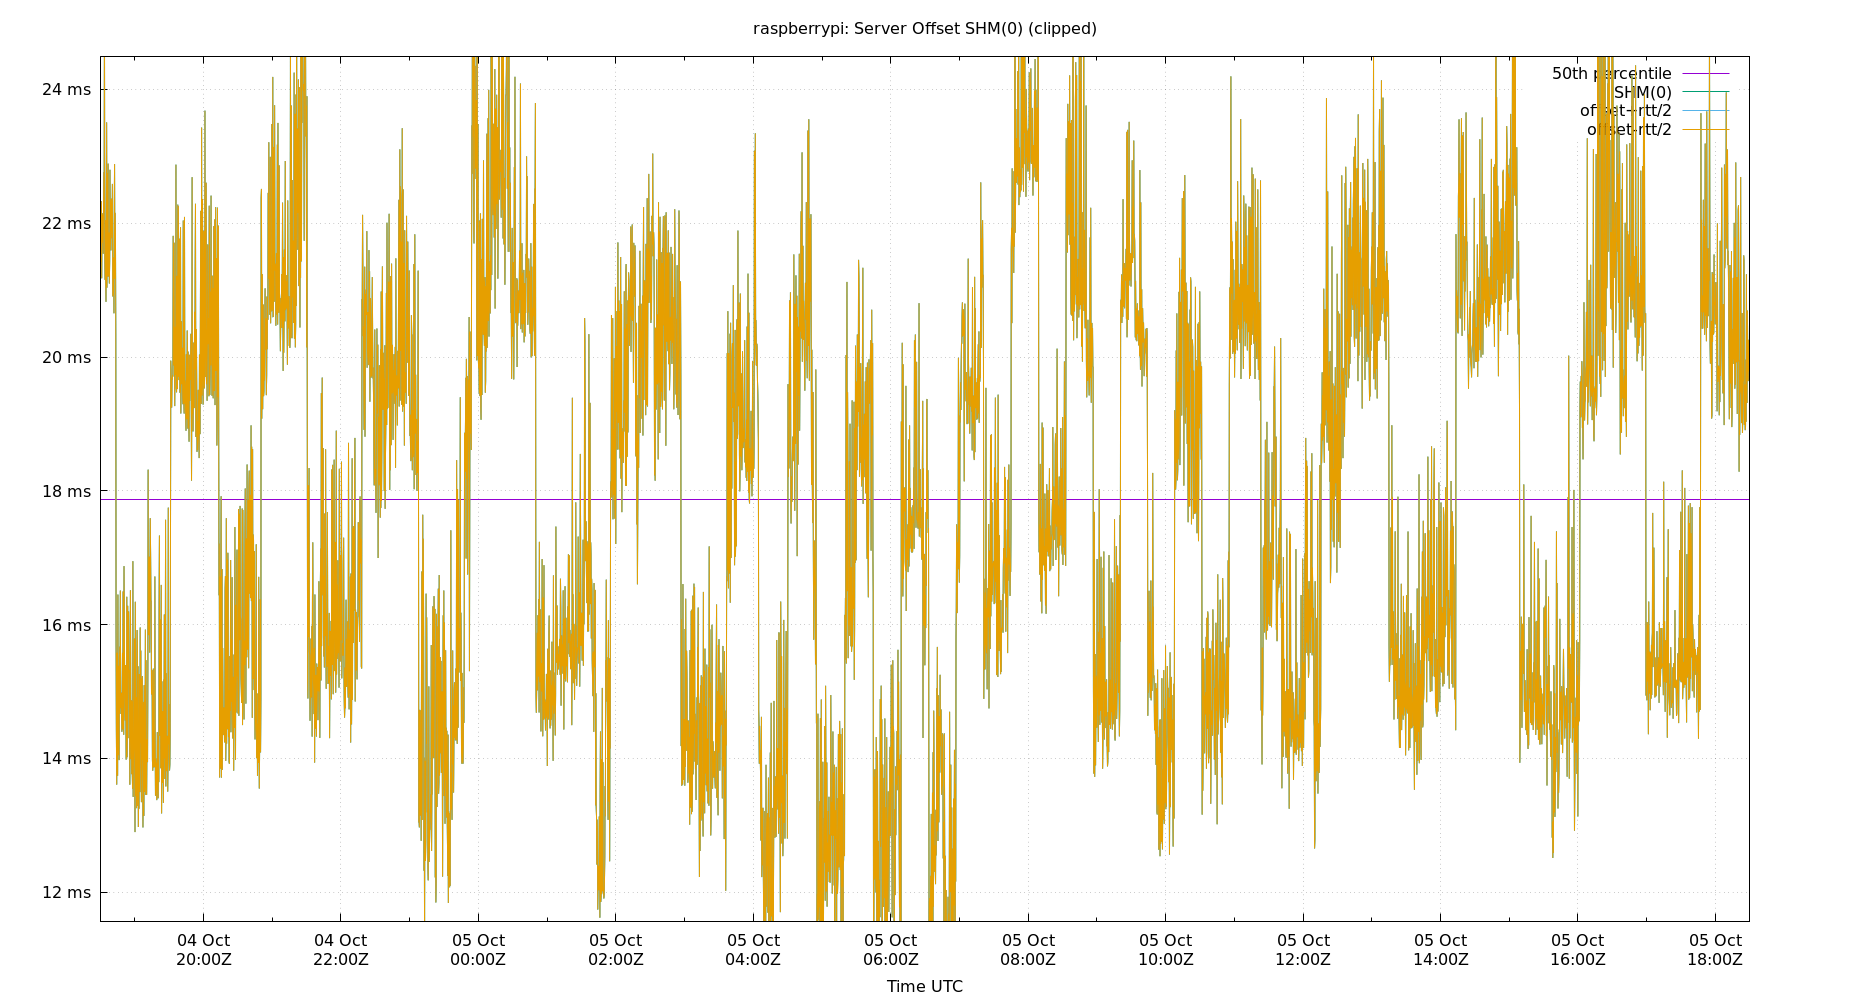 raspberrypi: Server Offset SHM(0) (clipped)
50th percentile
SHM(0)
offset+rtt/2
offset-rtt/2
24 ms
22 ms
20 ms
18 ms
16 ms
14 ms
12 ms
04 Oct 04 Oct 05 Oct 05 Oct 05 Oct 05 Oct 05 Oct 05 Oct 05 Oct 05 Oct 05 Oct 05 Oct
20:00Z 22:00Z 00:00Z 02:00Z 04:00Z 06:00Z 08:00Z 10:00Z 12:00Z 14:00Z 16:00Z 18:00Z
Time UTC